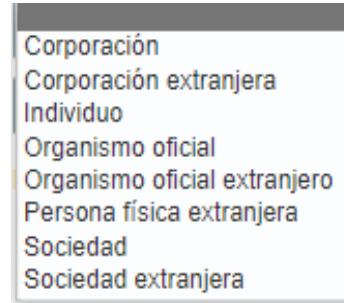 Corporación
Corporación extranjera
Individuo
Organismo oficial
Organismo oficial extranjero
Persona física extranjera
Sociedad
Sociedad extranjera